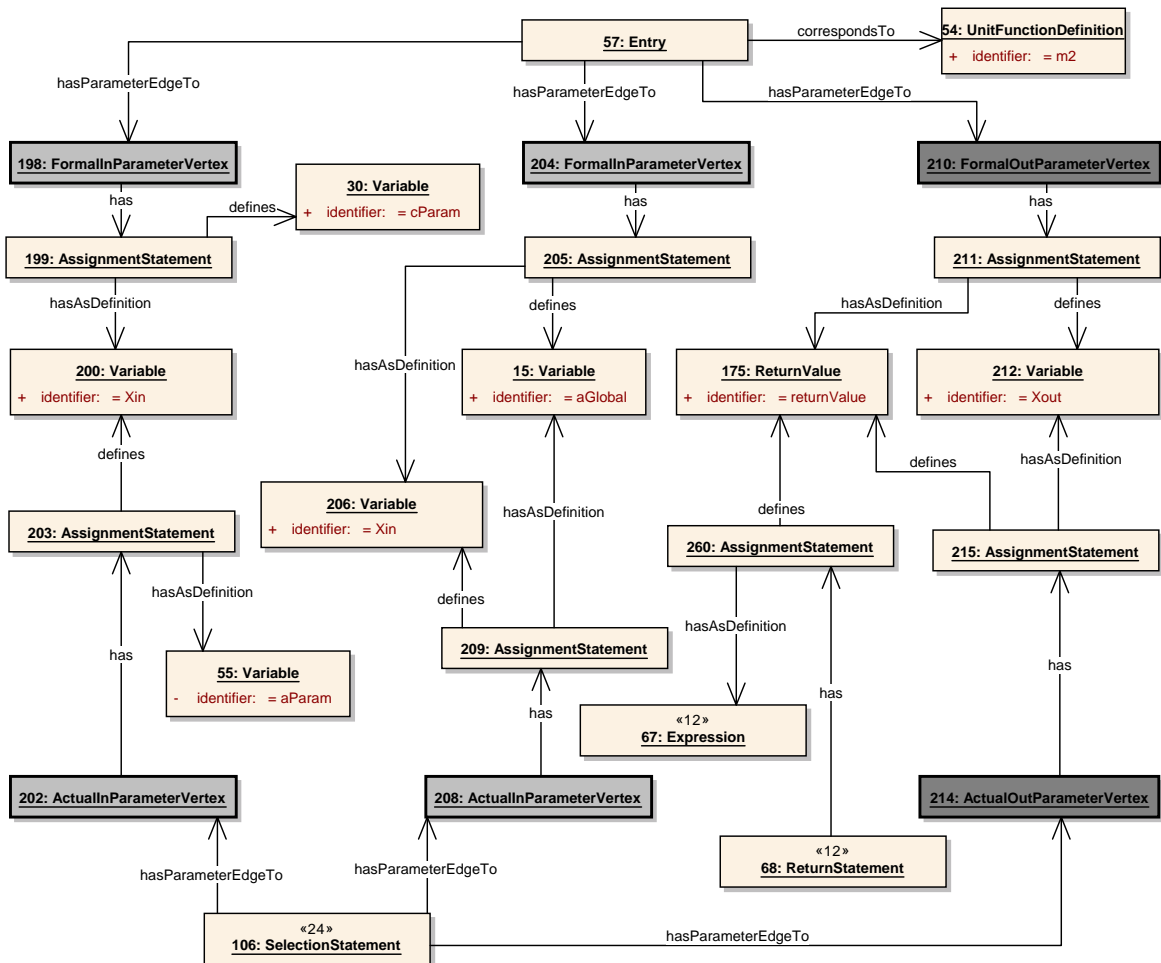 57: Entry
correspondsTo
54: UnitFunctionDefinition
+ identifier: = m2
hasParameterEdgeTo
hasParameterEdgeTo
hasParameterEdgeTo
198: FormalInParameterVertex
204: FormalInParameterVertex
210: FormalOutParameterVertex
30: Variable
+ identifier: = cParam
has
defines
has
has
199: AssignmentStatement
205: AssignmentStatement
211: AssignmentStatement
hasAsDefinition
defines
hasAsDefinition
defines
hasAsDefinition
200: Variable
+ identifier: = Xin
15: Variable
+ identifier: = aGlobal
175: ReturnValue
+ identifier: = returnValue
212: Variable
+ identifier: = Xout
defines
defines
hasAsDefinition
206: Variable
+ identifier: = Xin
hasAsDefinition
defines
203: AssignmentStatement
260: AssignmentStatement
215: AssignmentStatement
hasAsDefinition
defines
hasAsDefinition
209: AssignmentStatement
has
55: Variable
- identifier: = aParam
has
has
has
«12»
67: Expression
202: ActualInParameterVertex
208: ActualInParameterVertex
214: ActualOutParameterVertex
«12»
68: ReturnStatement
hasParameterEdgeTo
hasParameterEdgeTo
«24»
106: SelectionStatement
hasParameterEdgeTo